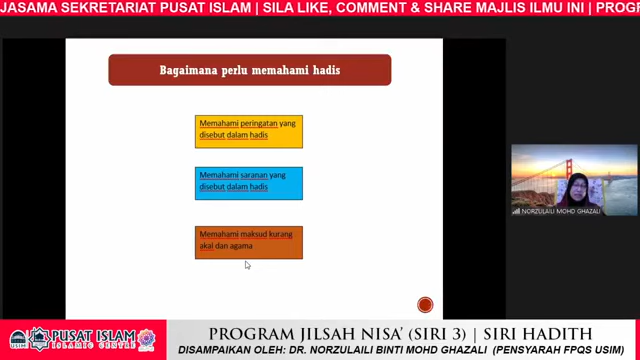 JASAMA SEKRETARIAT PUSAT ISLAM | SILA LIKE, COMMENT & SHARE MAJLIS ILMU INI | PROG
Bagaimana perlu memahami hadis
Memahami peringatan yang
disebut dalam hadis
Memahami saranan yang
disebut dalam hadis
Memahami maksud kurang
akal dan agama
NORZULAILI MOHD GHAZALI
USIM
PUSAT ISLAM
ISLAMIC CENTRE
PROGRAM JILSAH NISA' (SIRI 3) | SIRI HADITH
DISAMPAIKAN OLEH: DR. NORZULAILI BINTI MOHD GHAZALI (PENSYARAH FPQS USIM)